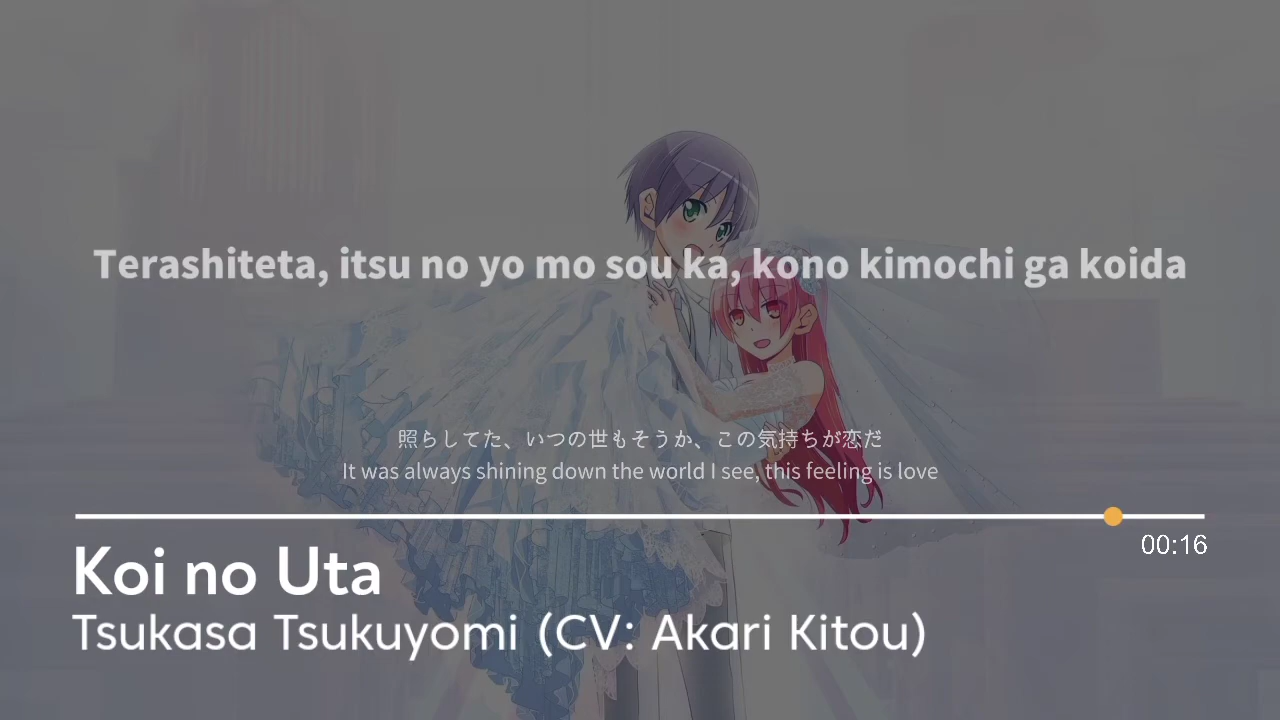 Terashiteta, itsu no yo mo sou ka, kono kimochi ga koida
照らしてた、いつの世もそうか、この気持ちが恋だ
It was always shining down the world I see, this feeling is love
00:16
Koi no Uta
Tsukasa Tsukuyomi (CV: Akari Kitou)